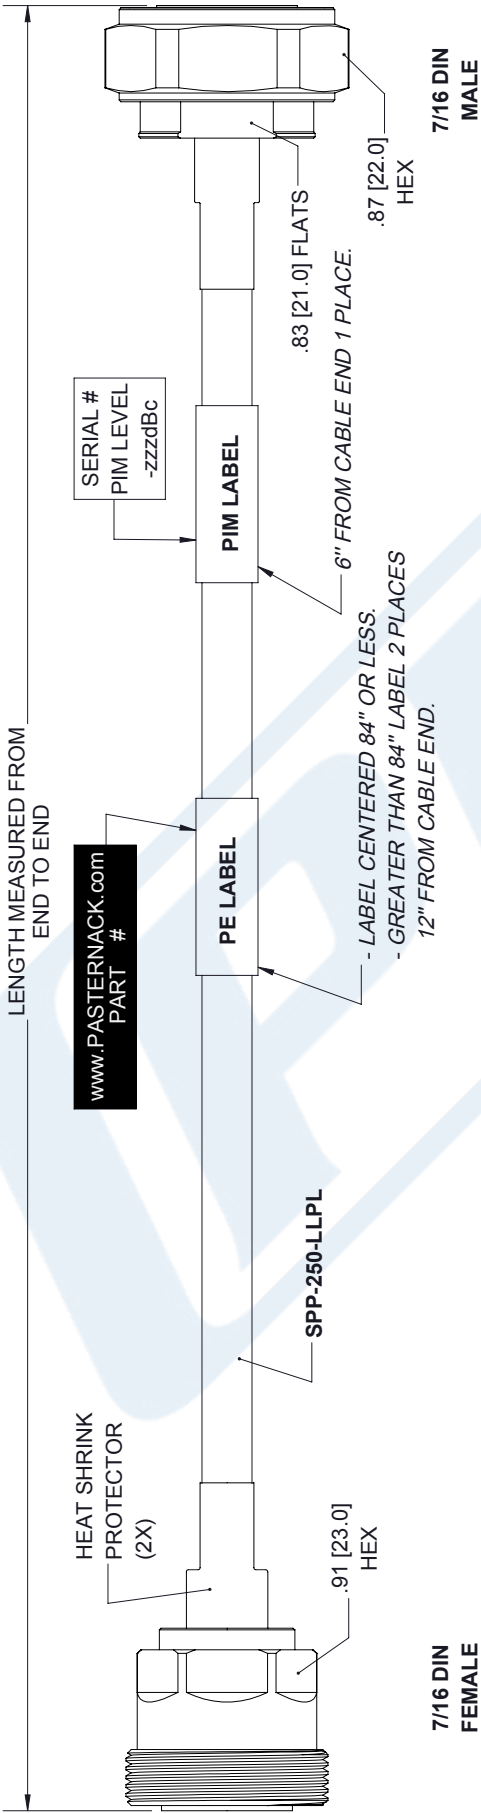 LENGTH MEASURED FROM
END TO END
HEAT SHRINK
PROTECTOR
(2X)
www.PASTERNACK.com
PART #
SERIAL #
PIM LEVEL
-zzzdBc
PE LABEL
PIM LABEL
.91 [23.0]
HEX
SPP-250-LLPL
- LABEL CENTERED 84" OR LESS.
- GREATER THAN 84" LABEL 2 PLACES
12" FROM CABLE END.
6" FROM CABLE END 1 PLACE.
.83 [21.0] FLATS
.87 [22.0]
HEX
7/16 DIN
FEMALE
7/16 DIN
MALE